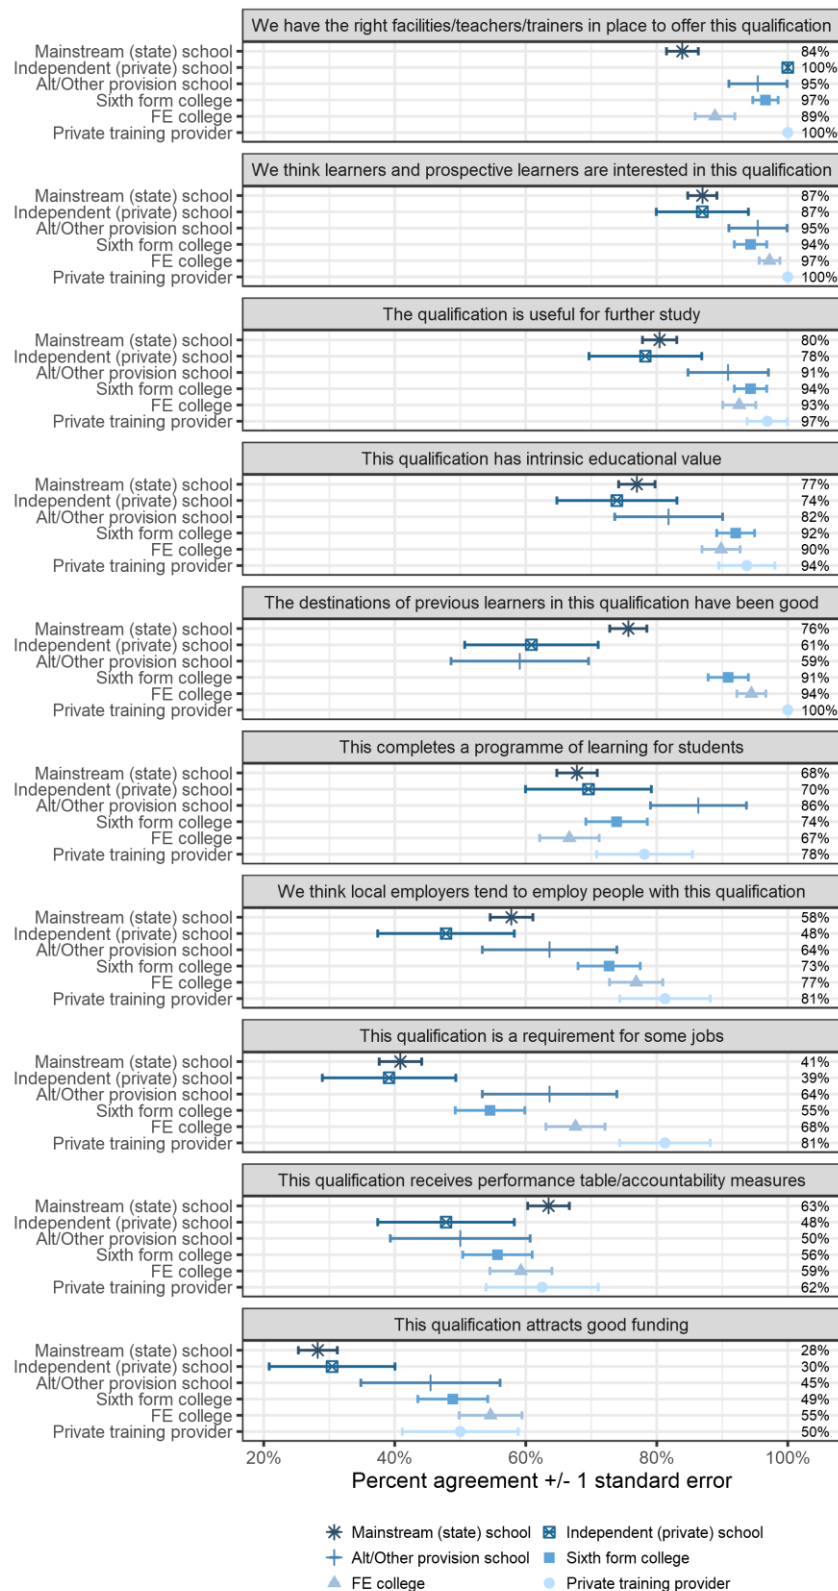 We have the right facilities/teachers/trainers in place to offer this qualification
Mainstream (state) school 84%
Independent (private) school 100%
Alt/Other provision school 95%
Sixth form college 97%
FE college 89%
Private training provider 100%
We think learners and prospective learners are interested in this qualification
Mainstream (state) school 87%
Independent (private) school 87%
Alt/Other provision school 95%
Sixth form college 94%
FE college 97%
Private training provider 100%
The qualification is useful for further study
Mainstream (state) school 80%
Independent (private) school 78%
Alt/Other provision school 91%
Sixth form college 94%
FE college 93%
Private training provider 97%
This qualification has intrinsic educational value
Mainstream (state) school 77%
Independent (private) school 74%
Alt/Other provision school 82%
Sixth form college 92%
FE college 90%
Private training provider 94%
The destinations of previous learners in this qualification have been good
Mainstream (state) school 76%
Independent (private) school 61%
Alt/Other provision school 59%
Sixth form college 91%
FE college 94%
Private training provider 100%
This completes a programme of learning for students
Mainstream (state) school 68%
Independent (private) school 70%
Alt/Other provision school 86%
Sixth form college 74%
FE college 67%
Private training provider 78%
We think local employers tend to employ people with this qualification
Mainstream (state) school 58%
Independent (private) school 48%
Alt/Other provision school 64%
Sixth form college 73%
FE college 77%
Private training provider 81%
This qualification is a requirement for some jobs
Mainstream (state) school 41%
Independent (private) school 39%
Alt/Other provision school 64%
Sixth form college 55%
FE college 68%
Private training provider 81%
This qualification receives performance table/accountability measures
Mainstream (state) school 63%
Independent (private) school 48%
Alt/Other provision school 50%
Sixth form college 56%
FE college 59%
Private training provider 62%
This qualification attracts good funding
Mainstream (state) school 28%
Independent (private) school 30%
Alt/Other provision school 45%
Sixth form college 49%
FE college 55%
Private training provider 50%
20% 40% 60% 80% 100%
Percent agreement +/- 1 standard error
Mainstream (state) school Independent (private) school
Alt/Other provision school Sixth form college
FE college Private training provider